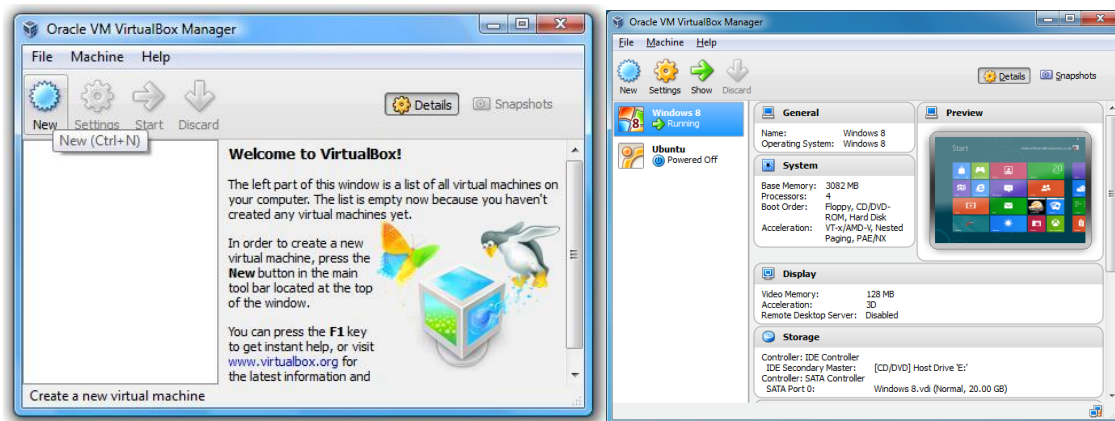 Oracle VM VirtualBox Manager
File Machine Help
New Settings Start Discard
Details Snapshots
New (Ctrl+N)
Welcome to VirtualBox!
The left part of this window is a list of all virtual machines on
your computer. The list is empty now because you haven't
created any virtual machines yet.
In order to create a new
virtual machine, press the
New button in the main
tool bar located at the top
of the window.
You can press the F1 key
to get instant help, or visit
www.virtualbox.org for
the latest information and
Create a new virtual machine
Oracle VM VirtualBox Manager
File Machine Help
New Settings Show Discard
Details Snapshots
Windows 8
Running
Ubuntu
Powered Off
General
Name: Windows 8
Operating System: Windows 8
System
Base Memory: 3082 MB
Processors: 4
Boot Order: Floppy, CD/DVD-
ROM, Hard Disk
Acceleration: VT-x/AMD-V, Nested
Paging, PAE/NX
Preview
Start
20
Display
Video Memory: 128 MB
Acceleration: 3D
Remote Desktop Server: Disabled
Storage
Controller: IDE Controller
IDE Secondary Master: [CD/DVD] Host Drive 'E:'
Controller: SATA Controller
SATA Port 0: Windows 8.vdi (Normal, 20.00 GB)